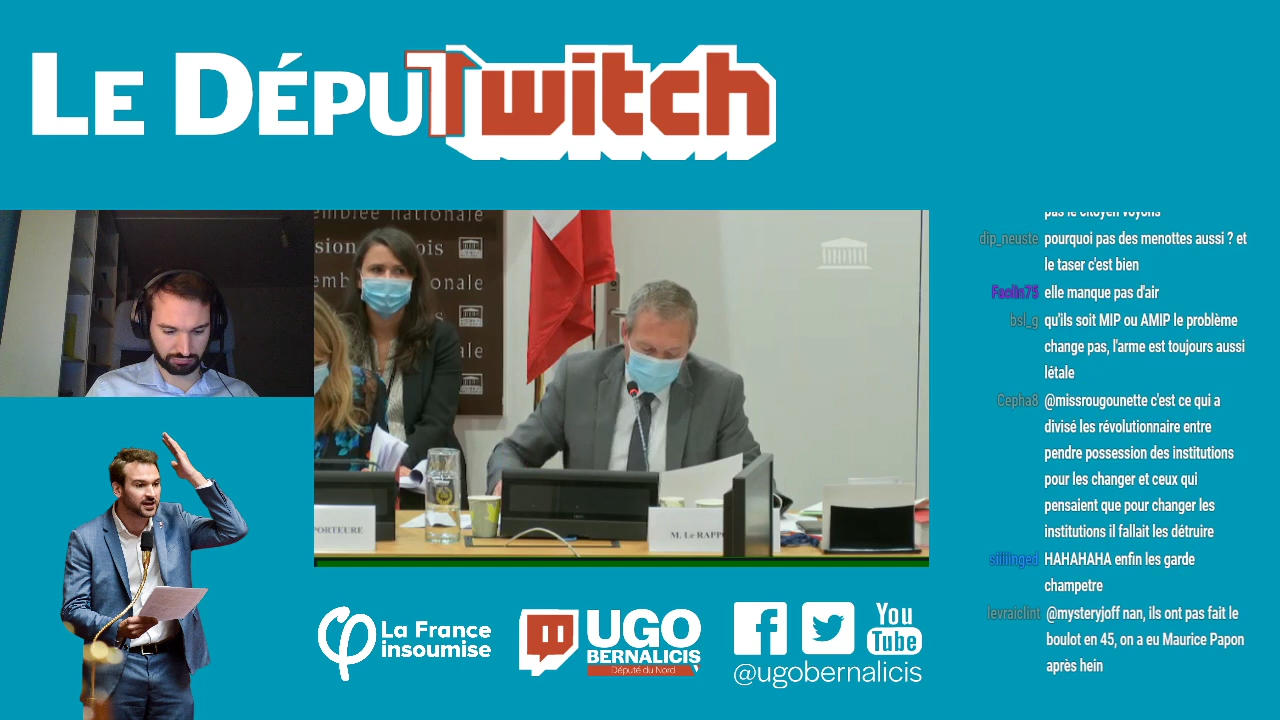 LE DÉPUTwitch
emblée nationale
sion
ois
emb
onale
ale
PORTEURE
M. LE RAPP
pas le citoyen voyons
dip_neuste pourquoi pas des menottes aussi ? et
le taser c'est bien
Faolin75 elle manque pas d'air
bsl_g qu'ils soit MIP ou AMIP le problème
change pas, l'arme est toujours aussi
létale
Cepha8 @missrougounette c'est ce qui a
divisé les révolutionnaire entre
pendre possession des institutions
pour les changer et ceux qui
pensaient que pour changer les
institutions il fallait les détruire
siiiiinged HAHAHAHA enfin les garde
champetre
levraiclint @mysteryjoff nan, ils ont pas fait le
boulot en 45, on a eu Maurice Papon
après hein
La France
insoumise
UGO
BERNALICIS
Député du Nord
You
Tube
@ugobernalicis